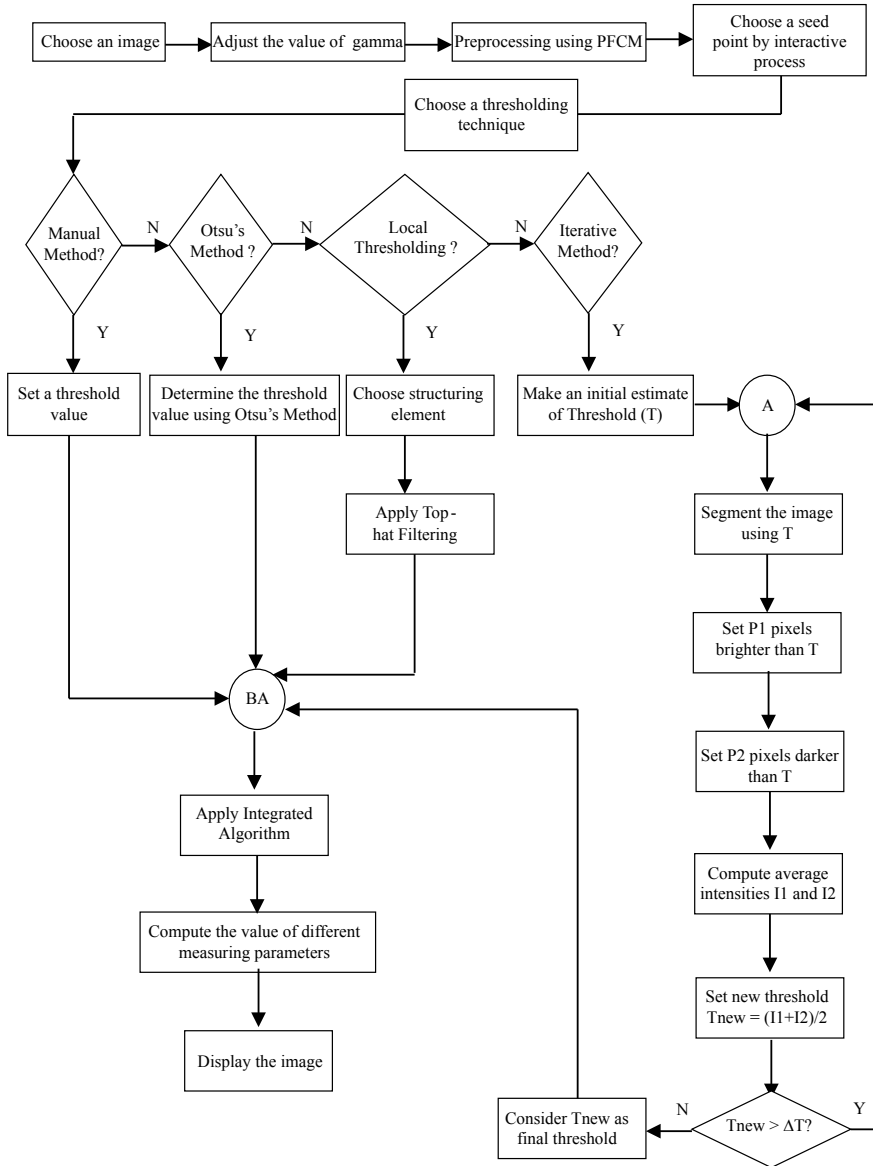 Choose an image
Adjust the value of gamma
Preprocessing using PFCM
Choose a seed
point by interactive
process
Choose a thresholding
technique
Manual
Method?
N
Otsu's
Method ?
N
Local
Thresholding ?
N
Iterative
Method?
Y
Y
Y
Y
Set a threshold
value
Determine the threshold
value using Otsu's Method
Choose structuring
element
Make an initial estimate
of Threshold (T)
A
Apply Top-
hat Filtering
Segment the image
using T
Set P1 pixels
brighter than T
BA
Set P2 pixels darker
than T
Apply Integrated
Algorithm
Compute average
intensities I1 and I2
Compute the value of different
measuring parameters
Set new threshold
Tnew = (I1+I2)/2
Display the image
Consider Tnew as
final threshold
N
Tnew > ΔT?
Y